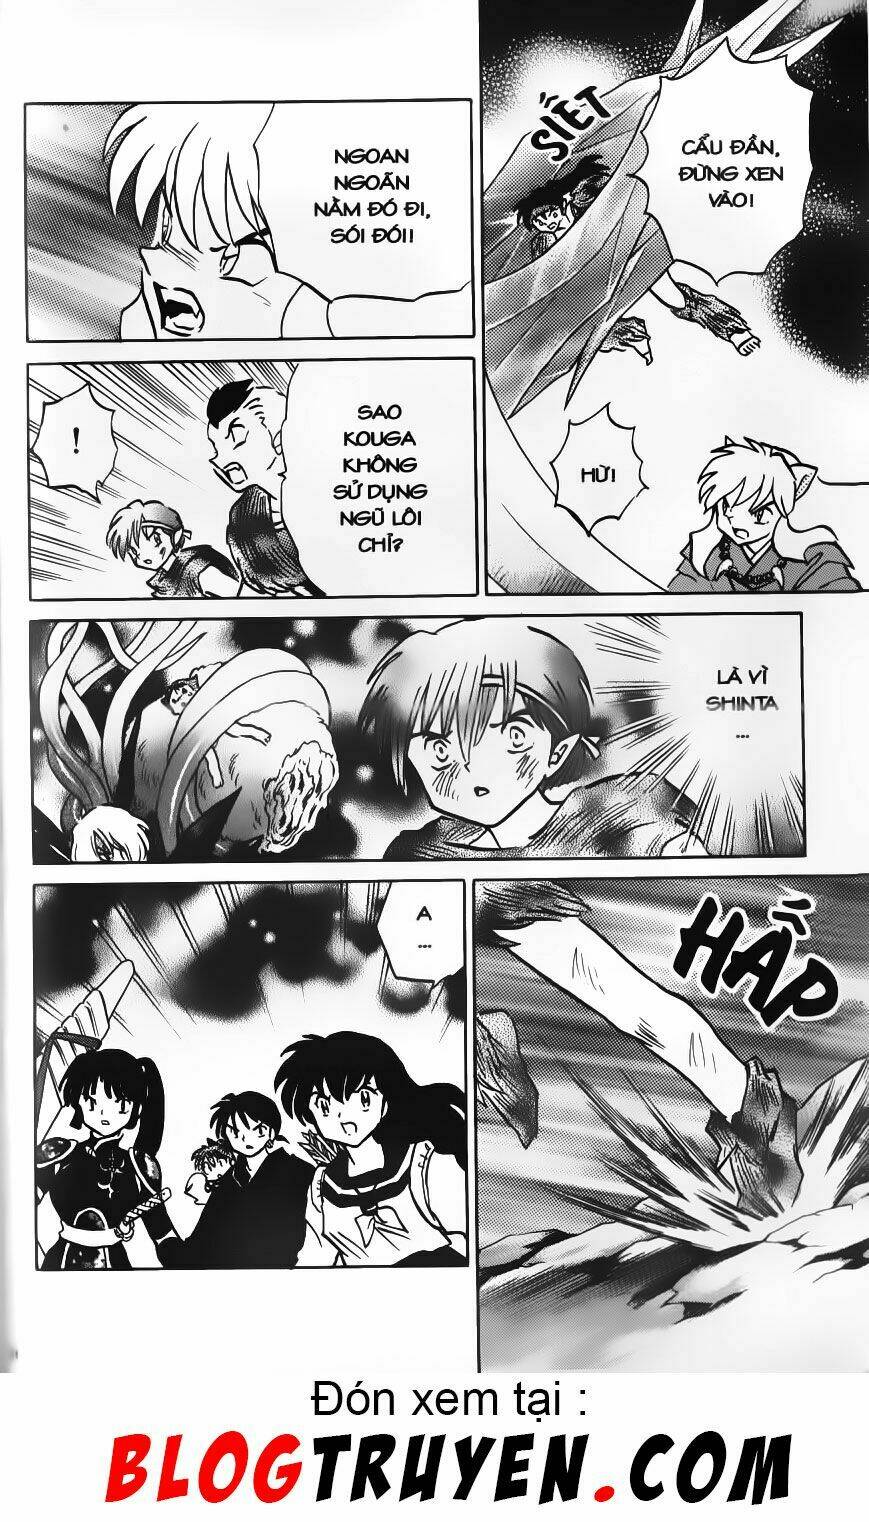 SIẾT
CẨU ĐẦN,
ĐỪNG XEN
VÀO!
HỪ!
NGOAN
NGOÃN
NẰM ĐÓ ĐI,
SÓI ĐÓI!
SAO
KOUGA
KHÔNG
SỬ DỤNG
NGŨ LÔI
CHỈ?
!
LÀ VÌ
SHINTA
...
HẤP
A
...
Đón xem tại :
BLOGTRUYEN.COM